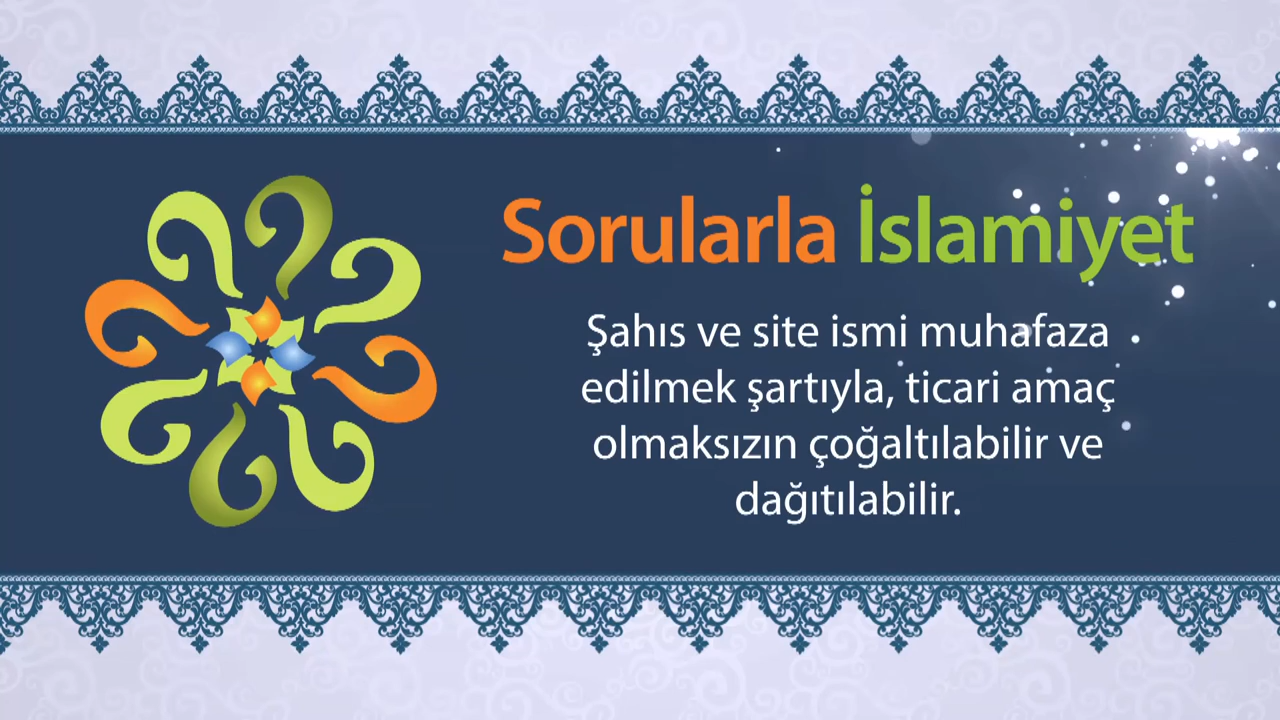 Sorularla İslamiyet
Şahıs ve site ismi muhafaza
edilmek şartıyla, ticari amaç
olmaksızın çoğaltılabilir ve
dağıtılabilir.